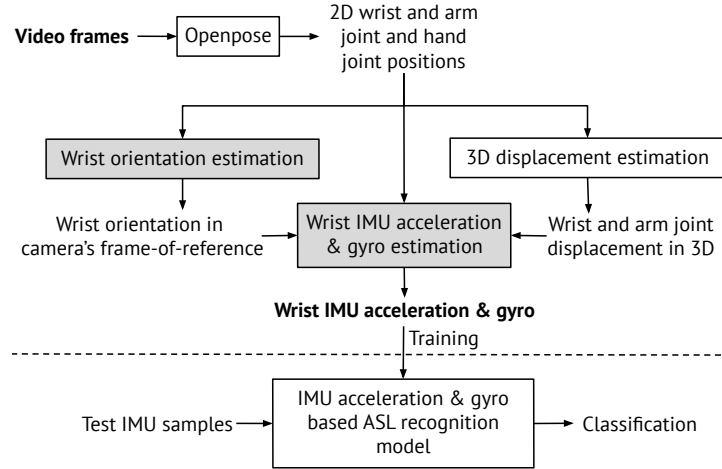 Video frames
Openpose
2D wrist and arm
joint and hand
joint positions
Wrist orientation estimation
3D displacement estimation
Wrist orientation in
camera's frame-of-reference
Wrist IMU acceleration
& gyro estimation
Wrist and arm joint
displacement in 3D
Wrist IMU acceleration & gyro
Training
Test IMU samples
IMU acceleration & gyro
based ASL recognition
model
Classification